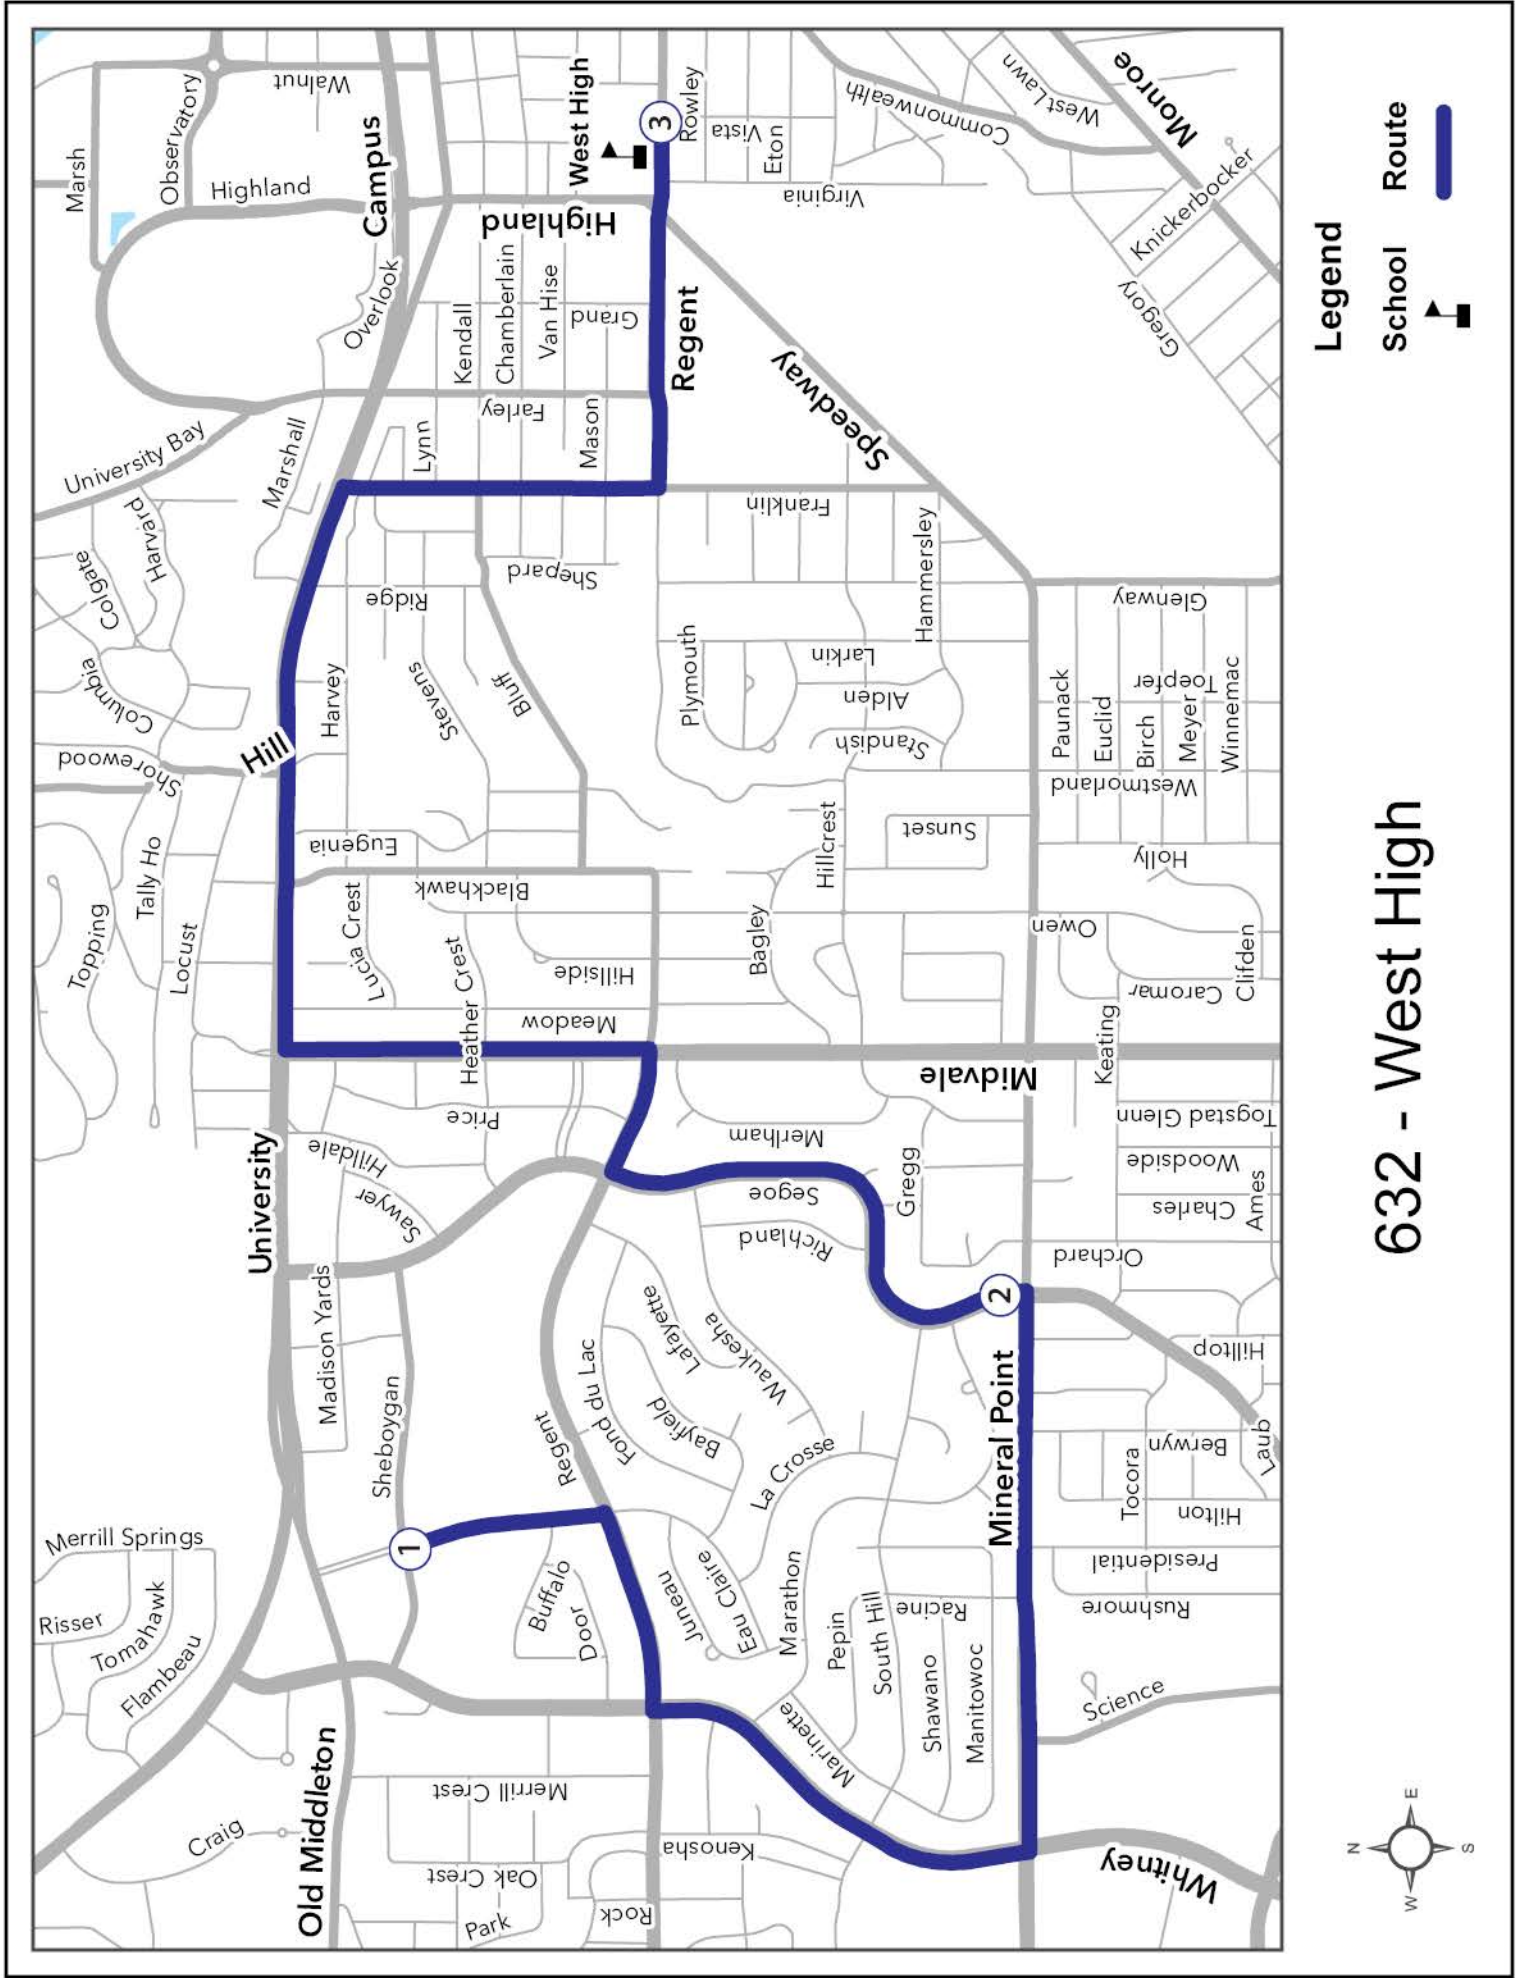 632 - West High
Legend
School
Route
N
E
S
W
1
2
3
West High
Marsh
Observatory
Walnut
Highland
Campus
Highland
Overlook
Kendall
Chamberlain
Van Hise
Grand
Regent
Rowley
Vista
Eton
Virginia
Commonwealth
West Lawn
Monroe
Knickerbocker
Gregory
Speedway
University Bay
Marshall
Lynn
Farley
Mason
Franklin
Hammersley
Harvard
Colgate
Columbia
Shorewood
Hill
Harvey
Ridge
Shepard
Stevens
Bluff
Plymouth
Larkin
Alden
Standish
Glenway
Paunack
Euclid
Birch
Toepfer
Meyer
Winnemac
Westmorland
Holly
Sunset
Hillcrest
Eugenia
Blackhawk
Tally Ho
Topping
Locust
Lucia Crest
Heather Crest
Hillside
Meadow
Bagley
Owen
Caromar
Clifden
Keating
Midvale
Togstad Glenn
Woodside
Charles
Ames
Orchard
University
Price
Hilldale
Sawyer
Merlham
Segoe
Richland
Gregg
Madison Yards
Sheboygan
Regent
Fond du Lac
Lafayette
Waukesha
Bayfield
La Crosse
Mineral Point
Hilltop
Laub
Berwyn
Tocora
Hilton
Presidential
Rushmore
Science
Merrill Springs
Risser
Tomahawk
Flambeau
Buffalo
Door
Juneau
Eau Claire
Marathon
Pepin
South Hill
Racine
Shawano
Manitowoc
Marinette
Old Middleton
Merrill Crest
Craig
Oak Crest
Park
Rock
Kenosha
Whitney